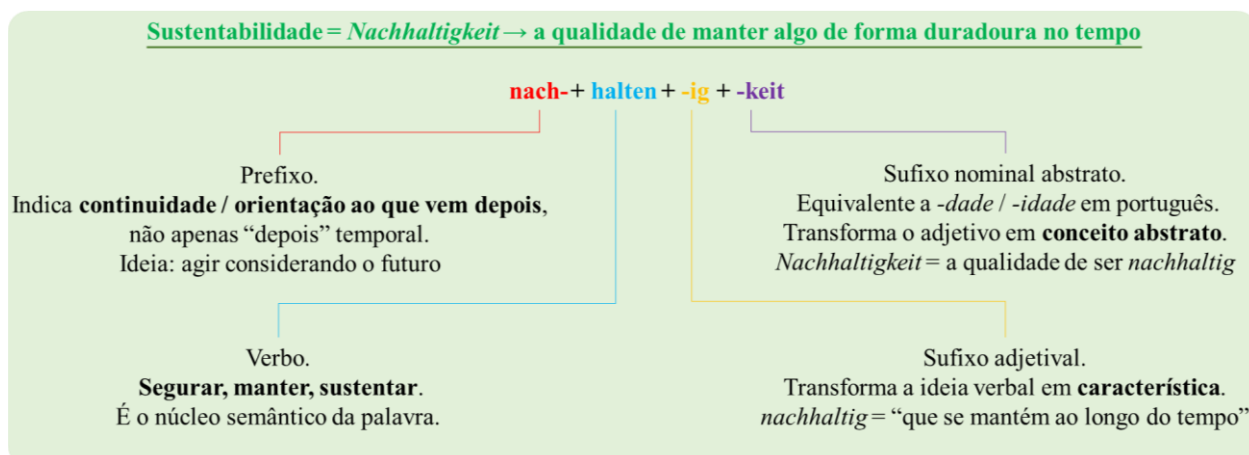 Sustentabilidade = Nachhaltigkeit → a qualidade de manter algo de forma duradoura no tempo
nach- + halten + -ig + -keit
Prefixo.
Indica continuidade / orientação ao que vem depois,
não apenas “depois” temporal.
Ideia: agir considerando o futuro
Sufixo nominal abstrato.
Equivalente a -dade / -idade em português.
Transforma o adjetivo em conceito abstrato.
Nachhaltigkeit = a qualidade de ser nachhaltig
Verbo.
Segurar, manter, sustentar.
É o núcleo semântico da palavra.
Sufixo adjetival.
Transforma a ideia verbal em característica.
nachhaltig = “que se mantém ao longo do tempo”